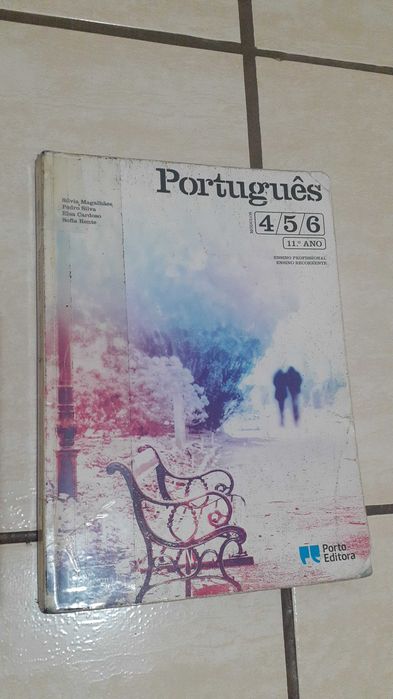 Português
Sílvia Magalhães
Pedro Silva
Elsa Cardoso
Sofia Rente
MÓDULOS
4/5/6
11.º ANO
ENSINO PROFISSIONAL
ENSINO RECORRENTE
Porto
Editora